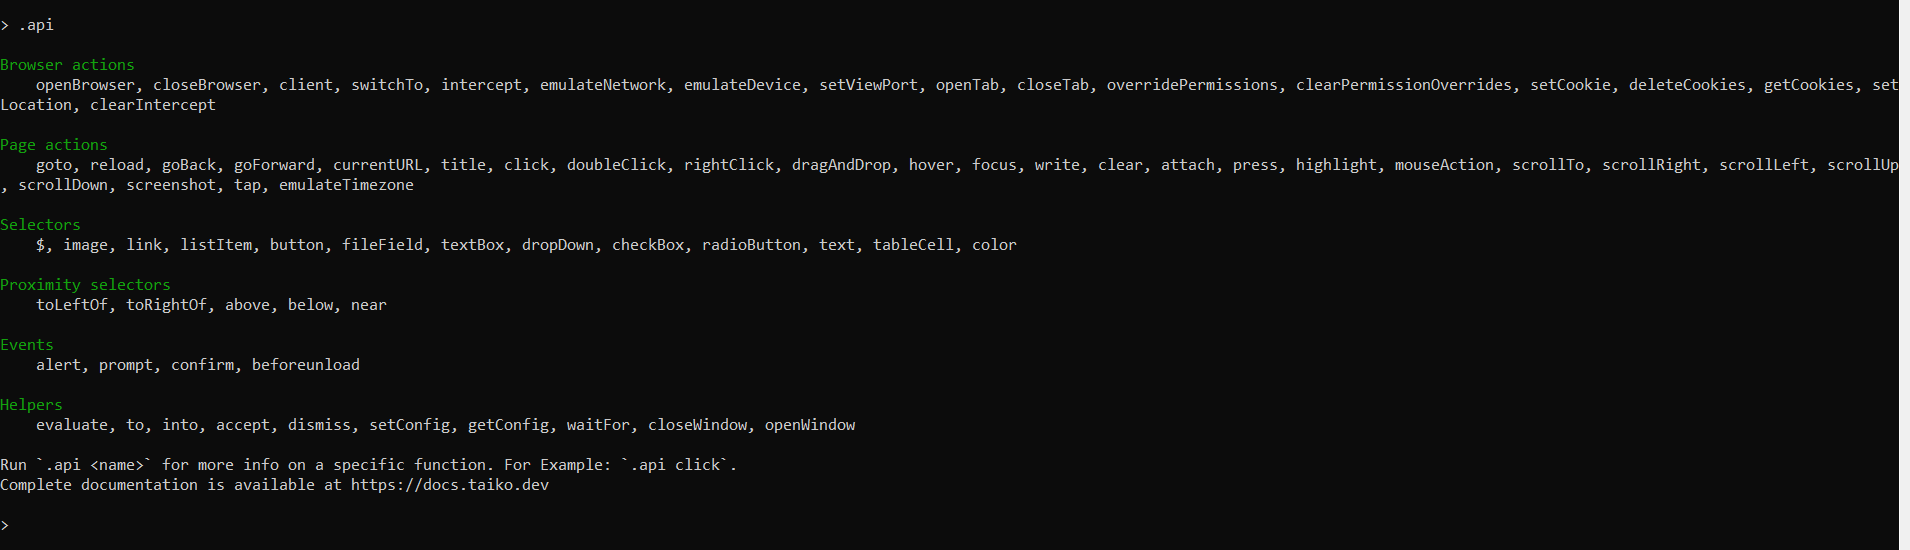 > .api
Browser actions
openBrowser, closeBrowser, client, switchTo, intercept, emulateNetwork, emulateDevice, setViewPort, openTab, closeTab, overridePermissions, clearPermissionOverrides, setCookie, deleteCookies, getCookies, set
Location, clearIntercept
Page actions
goto, reload, goBack, goForward, currentURL, title, click, doubleClick, rightClick, dragAndDrop, hover, focus, write, clear, attach, press, highlight, mouseAction, scrollTo, scrollRight, scrollLeft, scrollUp
, scrollDown, screenshot, tap, emulateTimezone
Selectors
$, image, link, listItem, button, fileField, textBox, dropDown, checkBox, radioButton, text, tableCell, color
Proximity selectors
toLeftOf, toRightOf, above, below, near
Events
alert, prompt, confirm, beforeunload
Helpers
evaluate, to, into, accept, dismiss, setConfig, getConfig, waitFor, closeWindow, openWindow
Run `.api <name>` for more info on a specific function. For Example: `.api click`.
Complete documentation is available at https://docs.taiko.dev
>